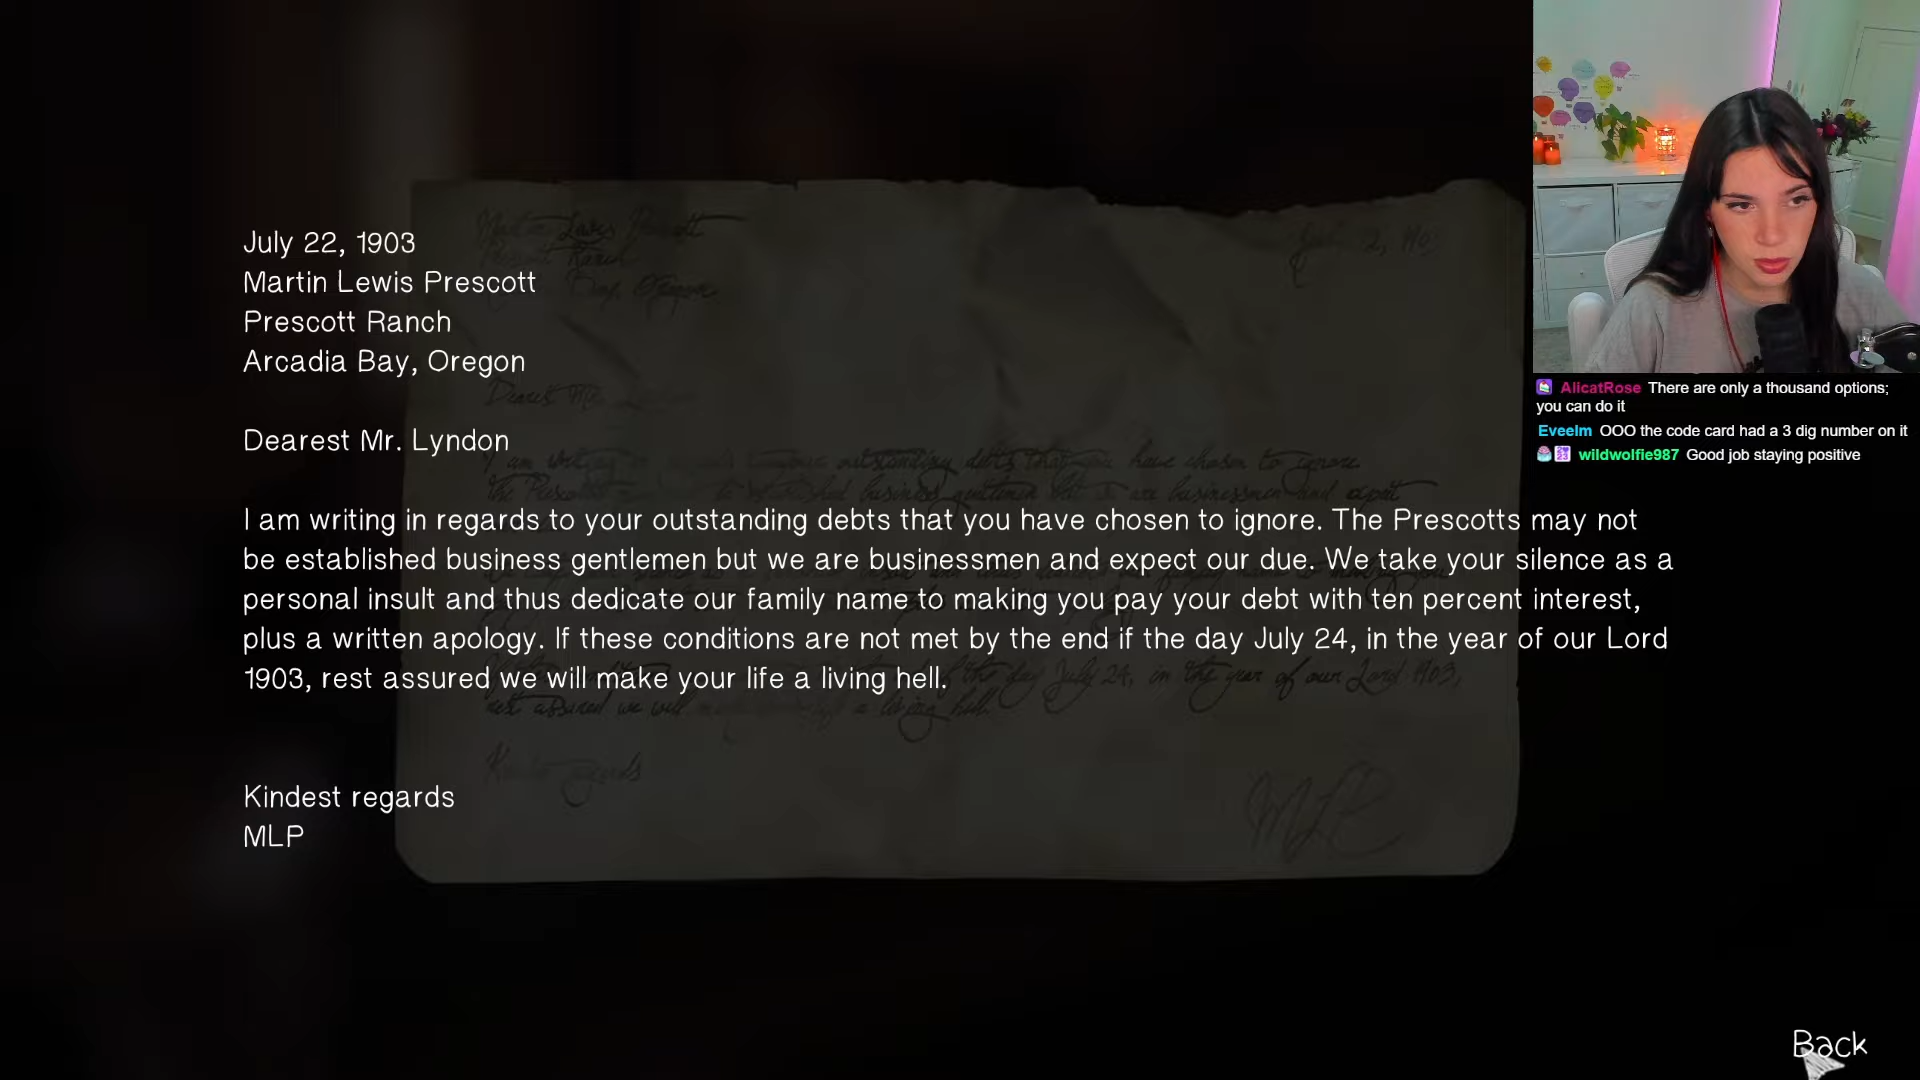 July 22, 1903
Martin Lewis Prescott
Prescott Ranch
Arcadia Bay, Oregon
Dearest Mr. Lyndon
I am writing in regards to your outstanding debts that you have chosen to ignore. The Prescotts may not
be established business gentlemen but we are businessmen and expect our due. We take your silence as a
personal insult and thus dedicate our family name to making you pay your debt with ten percent interest,
plus a written apology. If these conditions are not met by the end if the day July 24, in the year of our Lord
1903, rest assured we will make your life a living hell.
Kindest regards
MLP
AlicatRose There are only a thousand options;
you can do it
Eveelm OOO the code card had a 3 dig number on it
wildwolfie987 Good job staying positive
Back